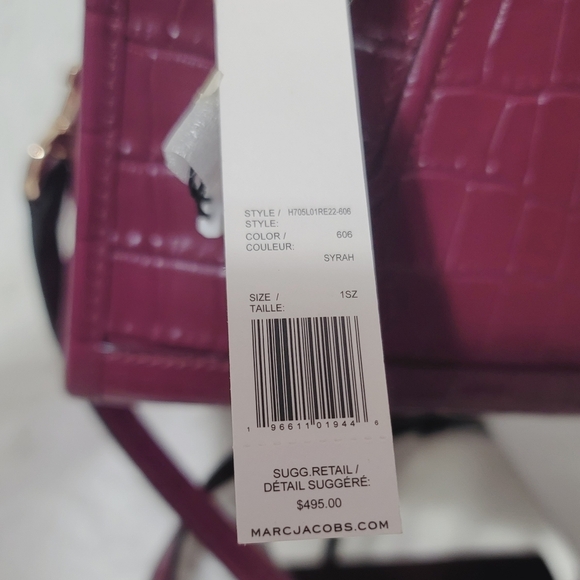 STYLE / H705L01RE22-606
STYLE:
COLOR / 606
COULEUR:
SYRAH
SIZE / 1SZ
TAILLE:
1 96611 01944 6
SUGG.RETAIL /
DÉTAIL SUGGÉRÉ:
$495.00
MARCJACOBS.COM